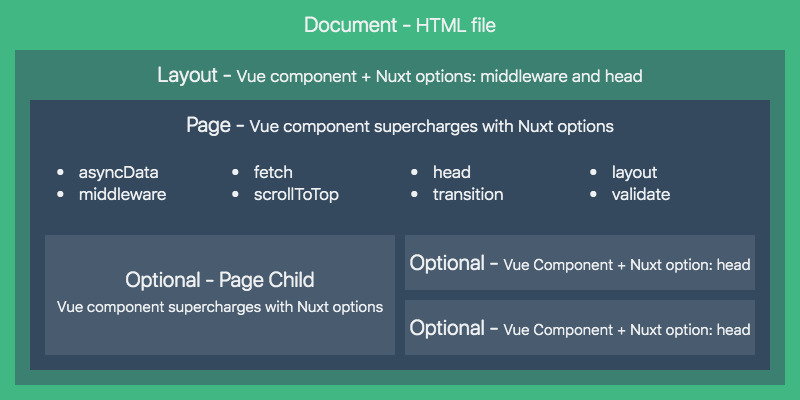 Document - HTML file
Layout - Vue component + Nuxt options: middleware and head
Page - Vue component supercharges with Nuxt options
• asyncData • fetch • head • layout
• middleware • scrollToTop • transition • validate
Optional - Page Child
Vue component supercharges with Nuxt options
Optional - Vue Component + Nuxt option: head
Optional - Vue Component + Nuxt option: head